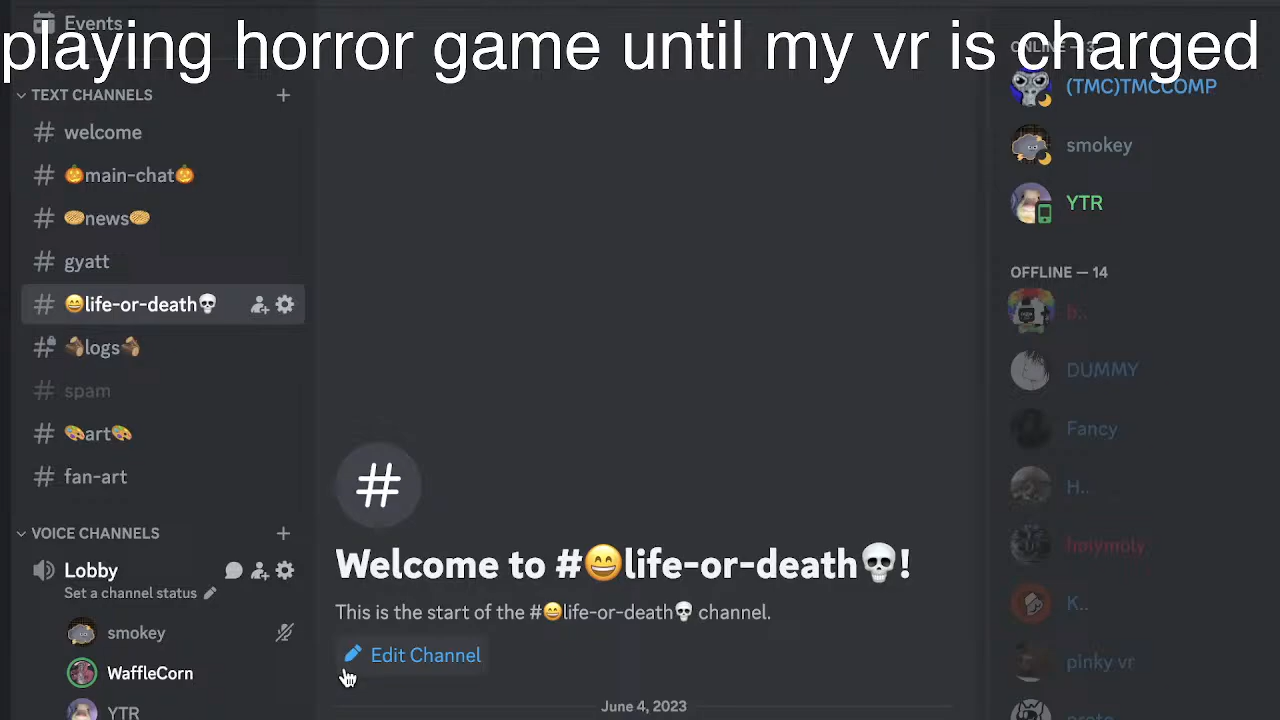 Events
playing horror game until my vr is charged
TEXT CHANNELS
# welcome
# 🎃main-chat🎃
# 🥯news🥯
# gyatt
# 😄life-or-death💀
# 🪵logs🪵
# spam
# 🎨art🎨
# fan-art
VOICE CHANNELS
Lobby
Set a channel status
smokey
WaffleCorn
YTR
#
Welcome to #😄life-or-death💀!
This is the start of the #😄life-or-death💀 channel.
Edit Channel
June 4, 2023
ONLINE — 3
(TMC)TMCCOMP
smokey
YTR
OFFLINE — 14
b..
DUMMY
Fancy
H..
holymoly
K..
pinky vr